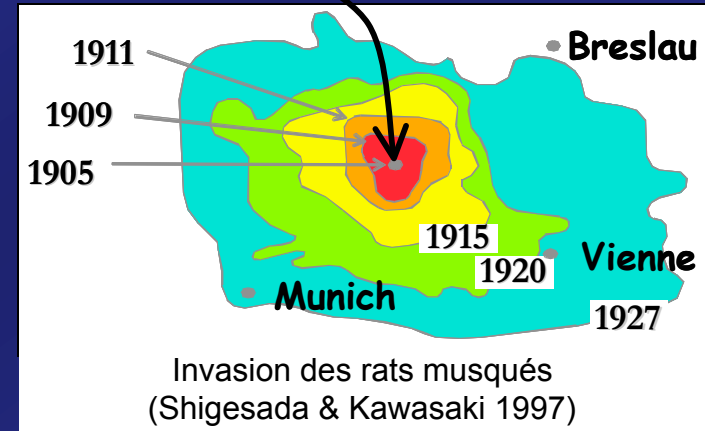 1911
Breslau
1909
1905
1915
1920
Vienne
Munich
1927
Invasion des rats musqués
(Shigesada & Kawasaki 1997)